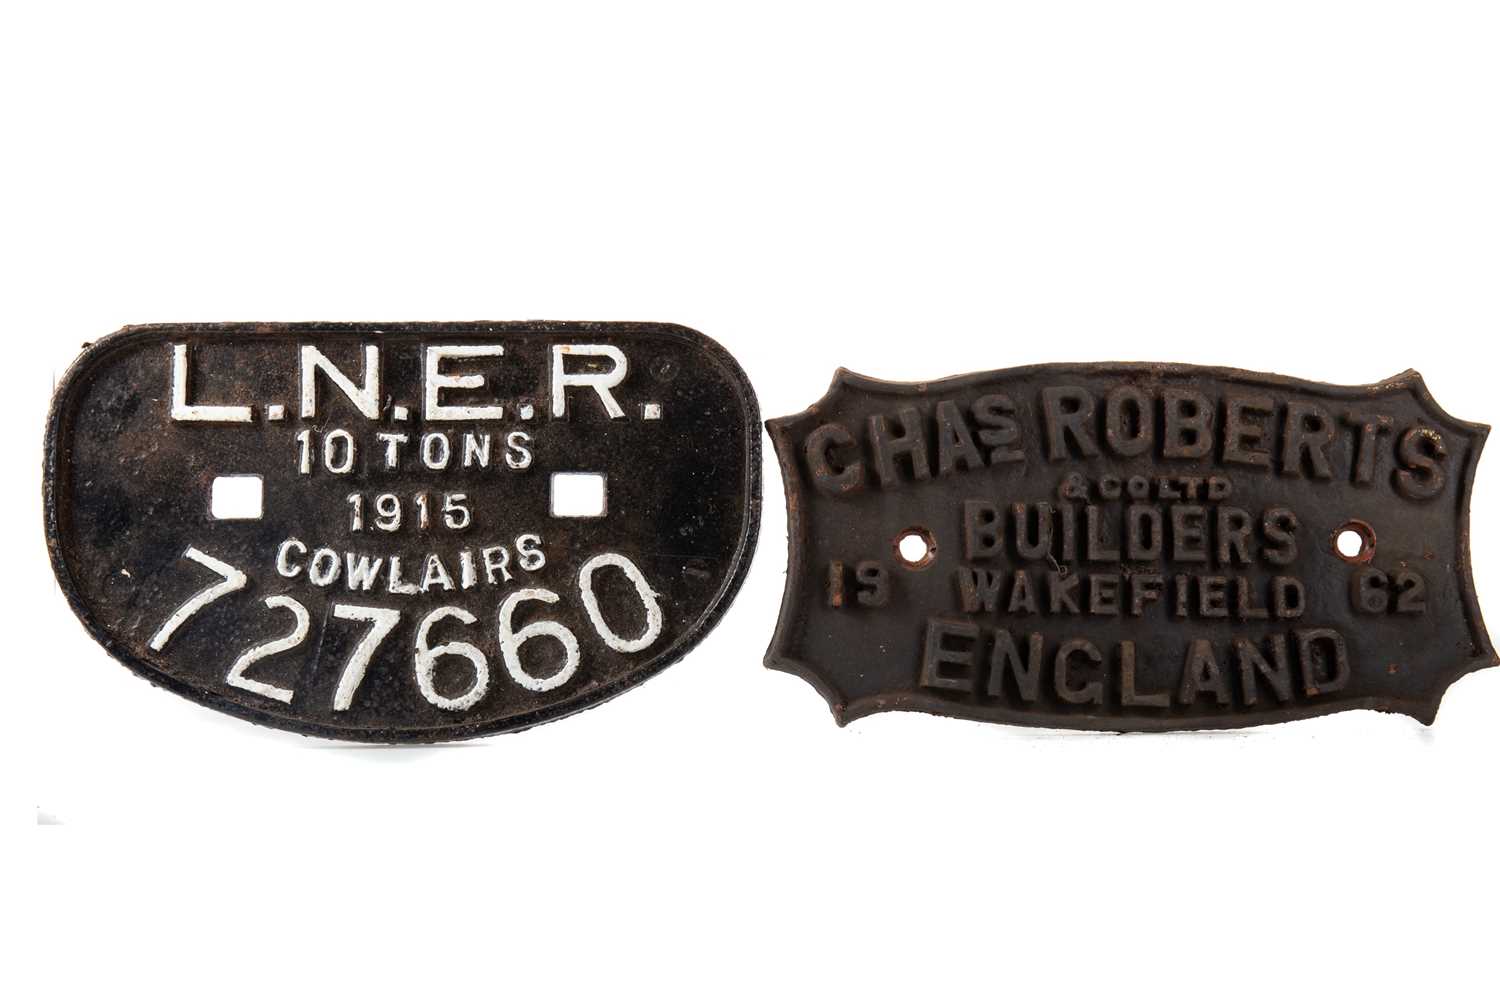 L.N.E.R.
10 TONS
1915
COWLAIRS
727660
CHAS ROBERTS
& CO LTD
BUILDERS
19 WAKEFIELD 62
ENGLAND